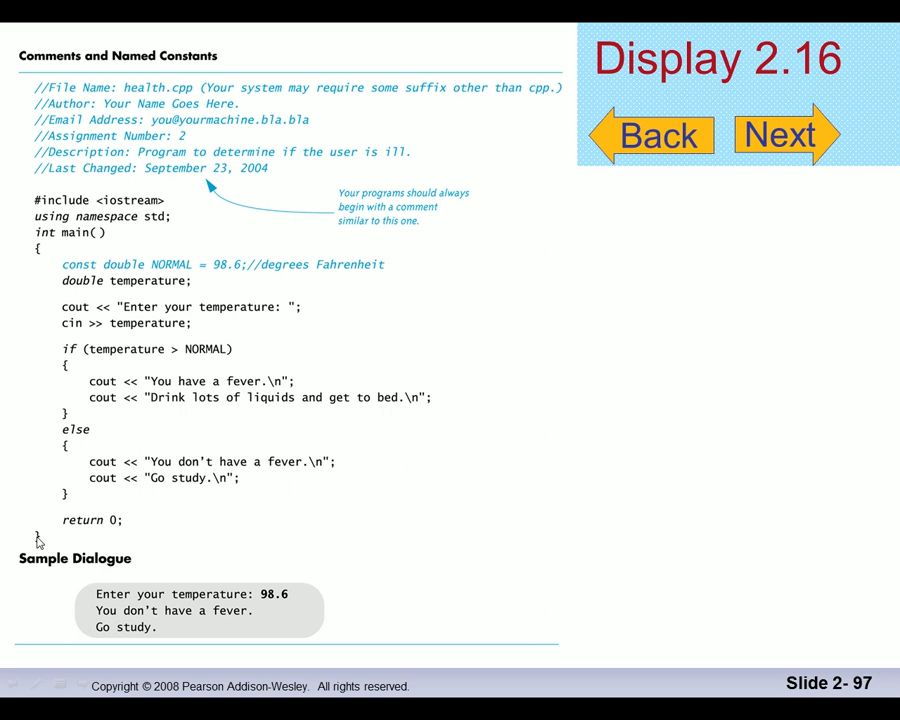 Comments and Named Constants
//File Name: health.cpp (Your system may require some suffix other than cpp.)
//Author: Your Name Goes Here.
//Email Address: you@yourmachine.bla.bla
//Assignment Number: 2
//Description: Program to determine if the user is ill.
//Last Changed: September 23, 2004
Your programs should always
begin with a comment
similar to this one.
#include <iostream>
using namespace std;
int main( )
{
const double NORMAL = 98.6;//degrees Fahrenheit
double temperature;
cout << "Enter your temperature: ";
cin >> temperature;
if (temperature > NORMAL)
{
cout << "You have a fever.\n";
cout << "Drink lots of liquids and get to bed.\n";
}
else
{
cout << "You don’t have a fever.\n";
cout << "Go study.\n";
}
return 0;
}
Sample Dialogue
Enter your temperature: 98.6
You don’t have a fever.
Go study.
Display 2.16
Back
Next
Copyright © 2008 Pearson Addison-Wesley. All rights reserved.
Slide 2- 97